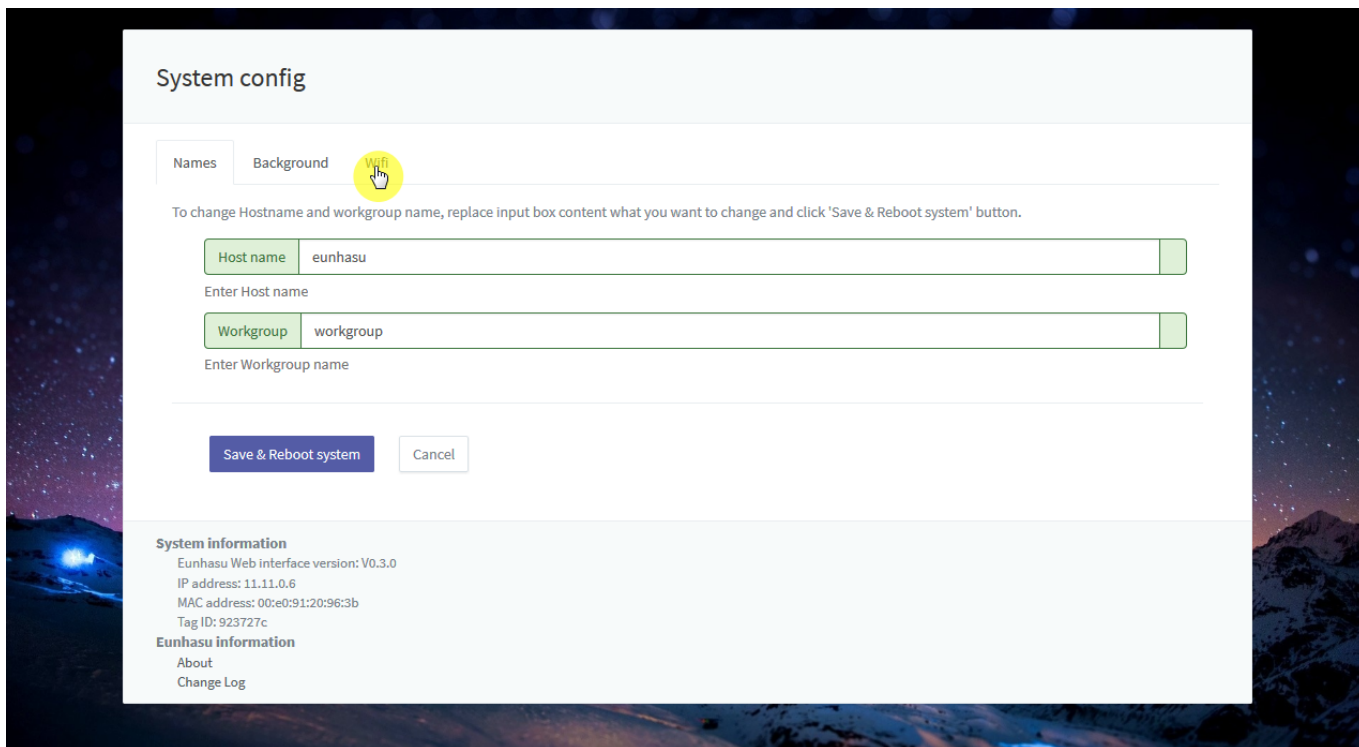 System config
Names Background Wifi
To change Hostname and workgroup name, replace input box content what you want to change and click 'Save & Reboot system' button.
Host name eunhasu
Enter Host name
Workgroup workgroup
Enter Workgroup name
Save & Reboot system Cancel
System information
Eunhasu Web interface version: V0.3.0
IP address: 11.11.0.6
MAC address: 00:e0:91:20:96:3b
Tag ID: 923727c
Eunhasu information
About
Change Log